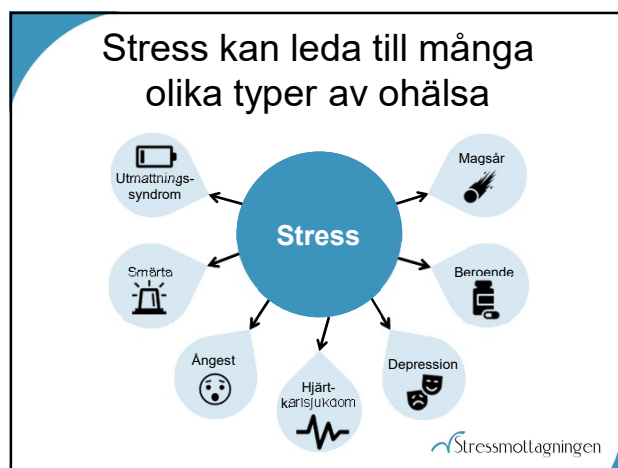 Stress kan leda till många
olika typer av ohälsa
Utmattnings-
syndrom
Magsår
Stress
Smärta
Beroende
Ångest
Hjärt-
kärlsjukdom
Depression
Stressmottagningen